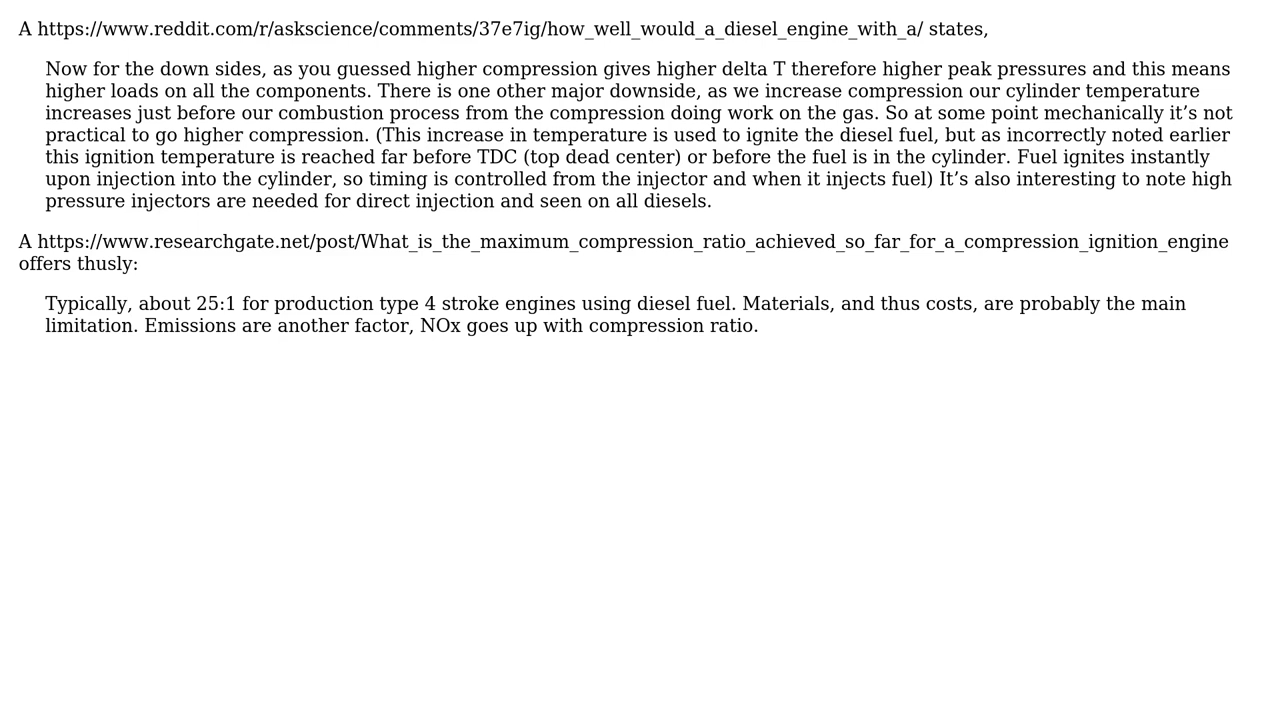 A https://www.reddit.com/r/askscience/comments/37e7ig/how_well_would_a_diesel_engine_with_a/ states,
Now for the down sides, as you guessed higher compression gives higher delta T therefore higher peak pressures and this means
higher loads on all the components. There is one other major downside, as we increase compression our cylinder temperature
increases just before our combustion process from the compression doing work on the gas. So at some point mechanically it’s not
practical to go higher compression. (This increase in temperature is used to ignite the diesel fuel, but as incorrectly noted earlier
this ignition temperature is reached far before TDC (top dead center) or before the fuel is in the cylinder. Fuel ignites instantly
upon injection into the cylinder, so timing is controlled from the injector and when it injects fuel) It’s also interesting to note high
pressure injectors are needed for direct injection and seen on all diesels.
A https://www.researchgate.net/post/What_is_the_maximum_compression_ratio_achieved_so_far_for_a_compression_ignition_engine
offers thusly:
Typically, about 25:1 for production type 4 stroke engines using diesel fuel. Materials, and thus costs, are probably the main
limitation. Emissions are another factor, NOx goes up with compression ratio.